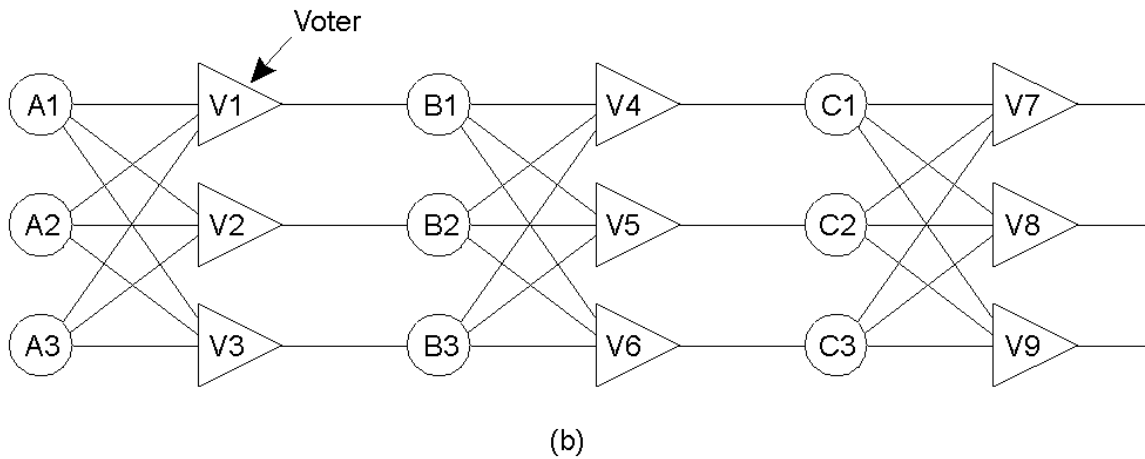 Voter
A1 V1 B1 V4 C1 V7
A2 V2 B2 V5 C2 V8
A3 V3 B3 V6 C3 V9
(b)